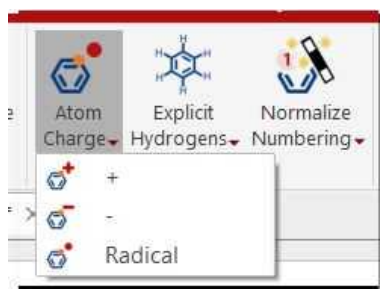 Atom Explicit Normalize
Charge Hydrogens Numbering
+
-
Radical